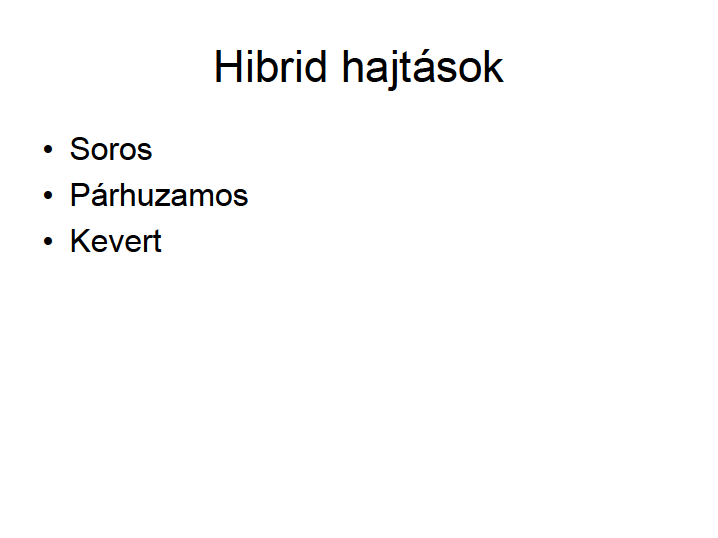 Hibrid hajtások
• Soros
• Párhuzamos
• Kevert